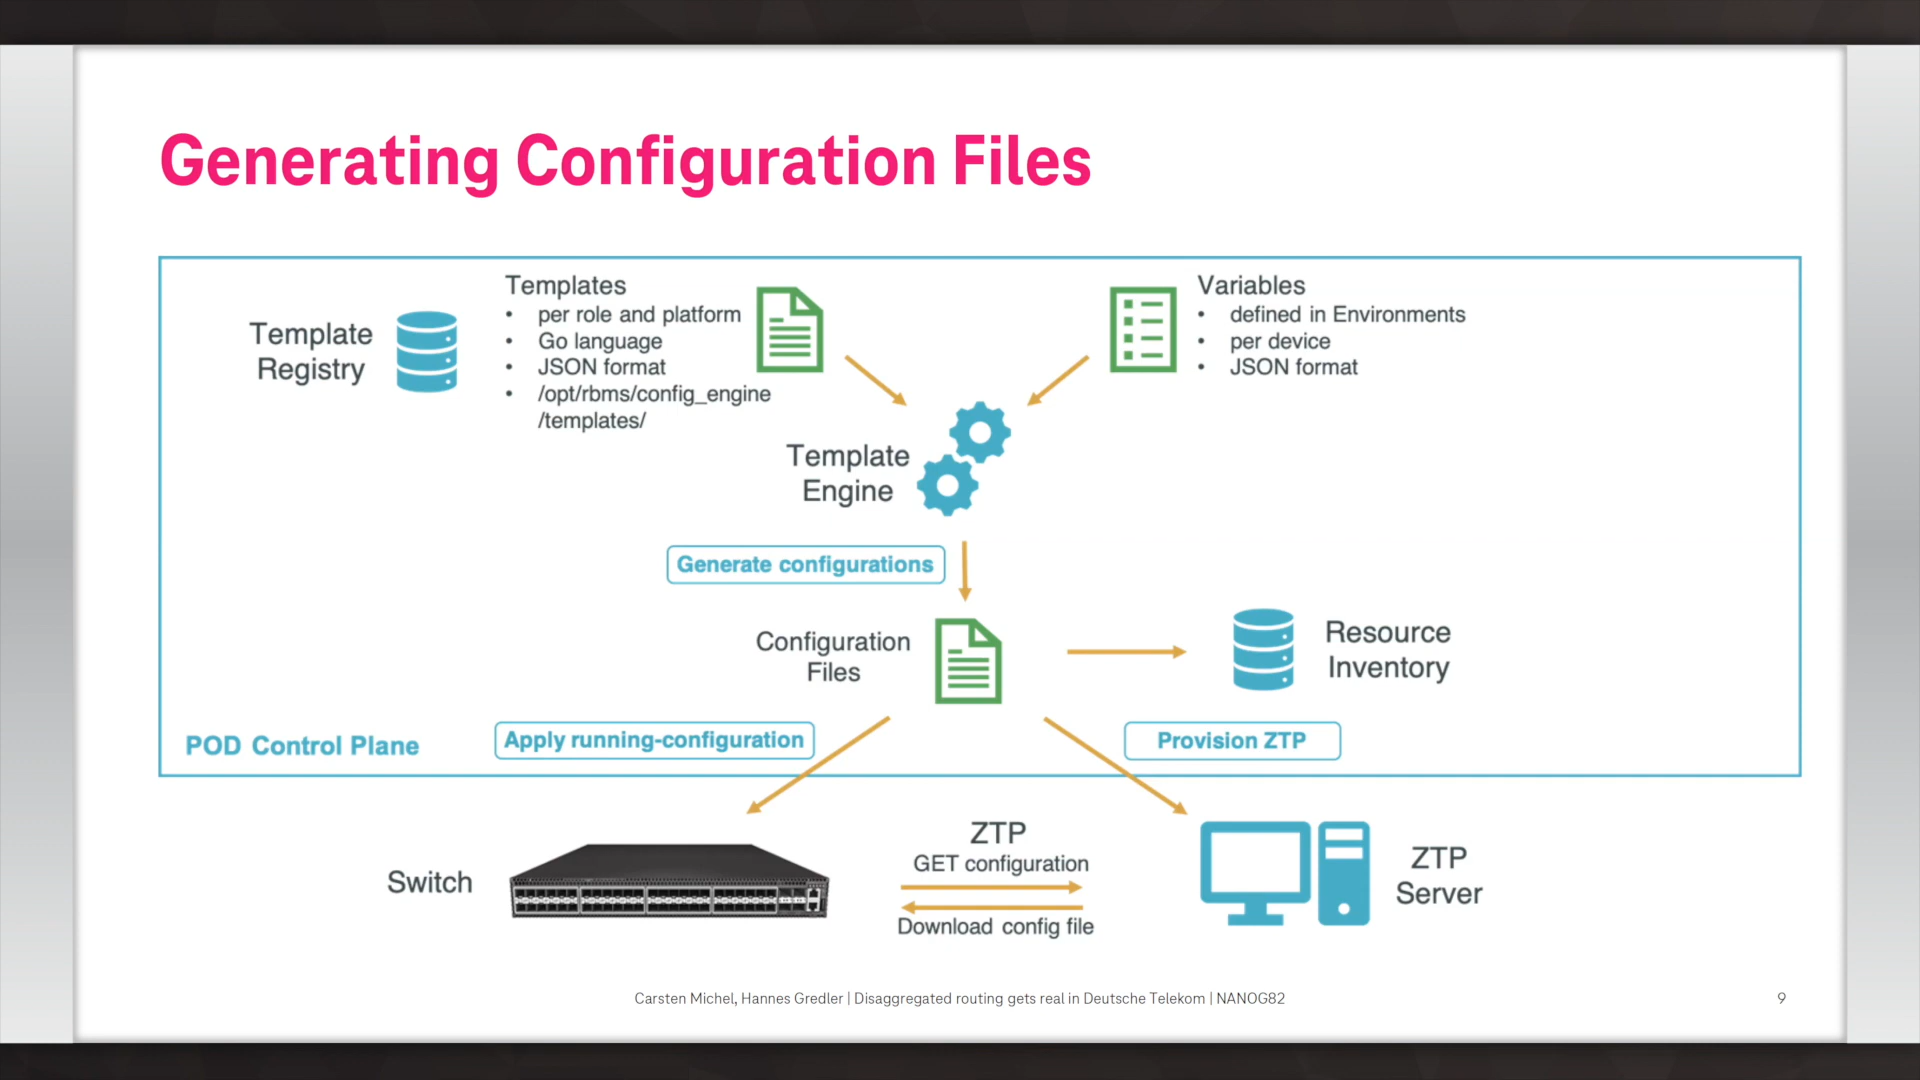 Generating Configuration Files
Template
Registry
Templates
• per role and platform
• Go language
• JSON format
• /opt/rbms/config_engine
/templates/
Variables
• defined in Environments
• per device
• JSON format
Template
Engine
Generate configurations
Configuration
Files
Resource
Inventory
POD Control Plane
Apply running-configuration
Provision ZTP
Switch
ZTP
GET configuration
Download config file
ZTP
Server
Carsten Michel, Hannes Gredler | Disaggregated routing gets real in Deutsche Telekom | NANOG82
9